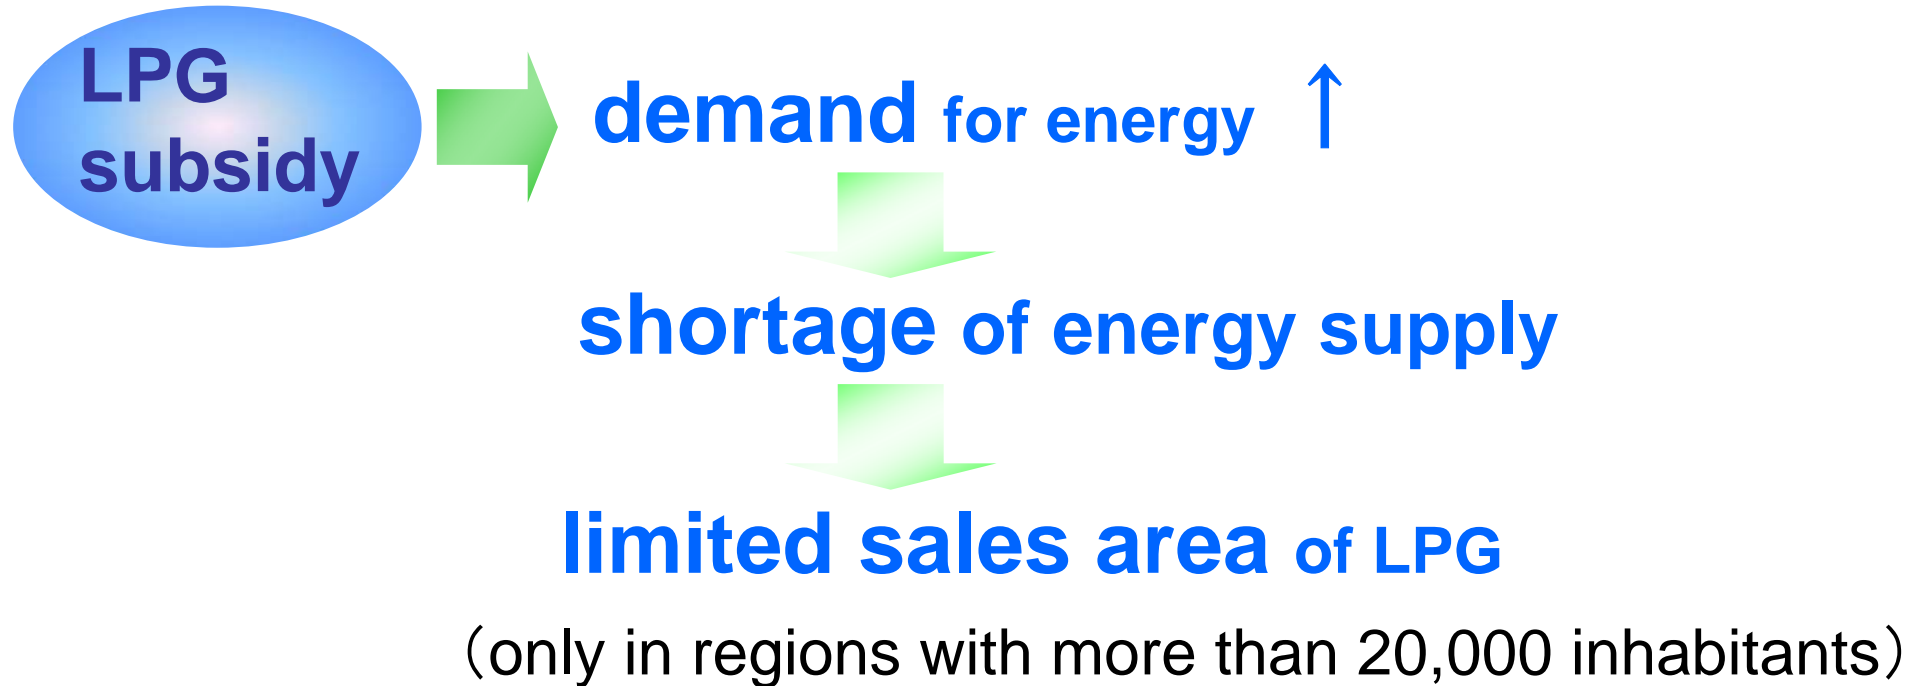 LPG
subsidy
demand for energy ↑
shortage of energy supply
limited sales area of LPG
（only in regions with more than 20,000 inhabitants）